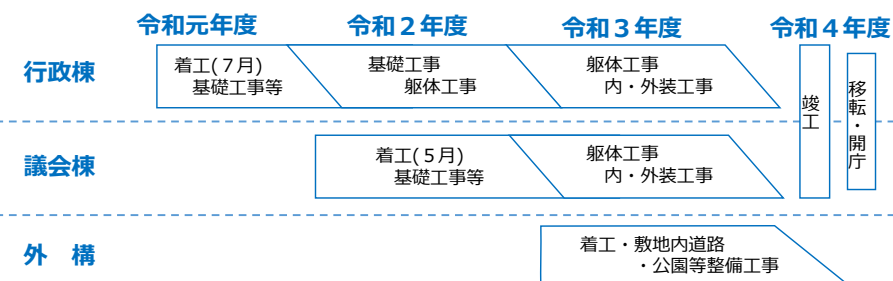 令和元年度 令和２年度 令和３年度 令和４年度
行政棟
着工(７月)
基礎工事等
基礎工事
躯体工事
躯体工事
内・外装工事
竣工
移転・開庁
議会棟
着工(５月)
基礎工事等
躯体工事
内・外装工事
外　構
着工・敷地内道路
・公園等整備工事